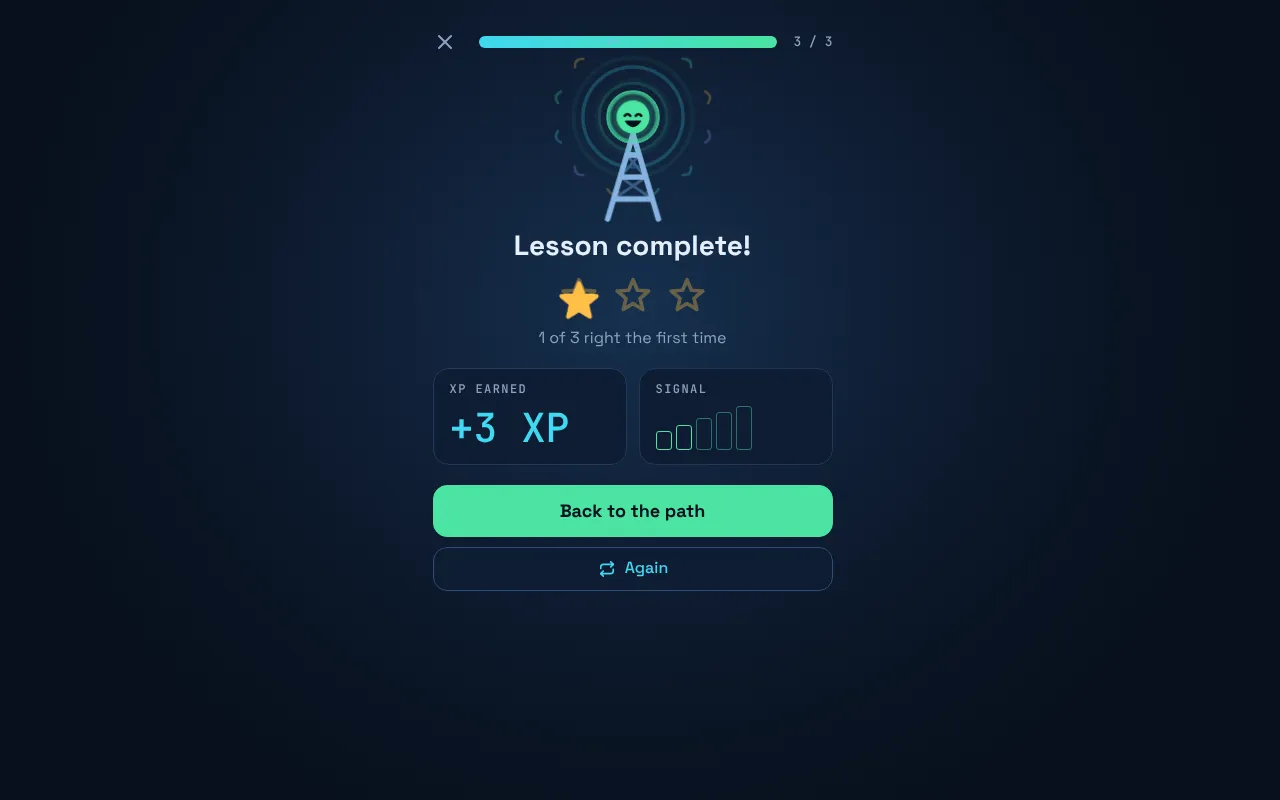 3 / 3
Lesson complete!
1 of 3 right the first time
XP EARNED
+3 XP
SIGNAL
Back to the path
Again